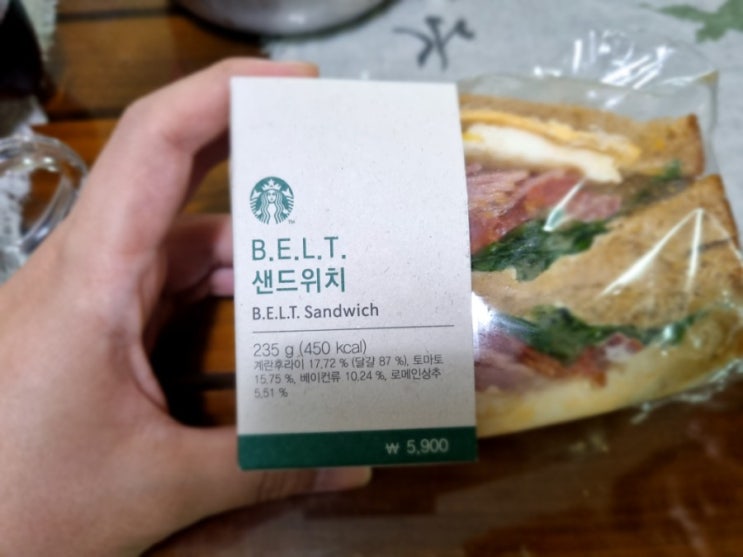 B.E.L.T.
샌드위치
B.E.L.T. Sandwich
235 g (450 kcal)
계란후라이 17.72 % (달걀 87 %), 토마토
15.75 %, 베이컨류 10.24 %, 로메인상추
5.51 %
₩ 5,900